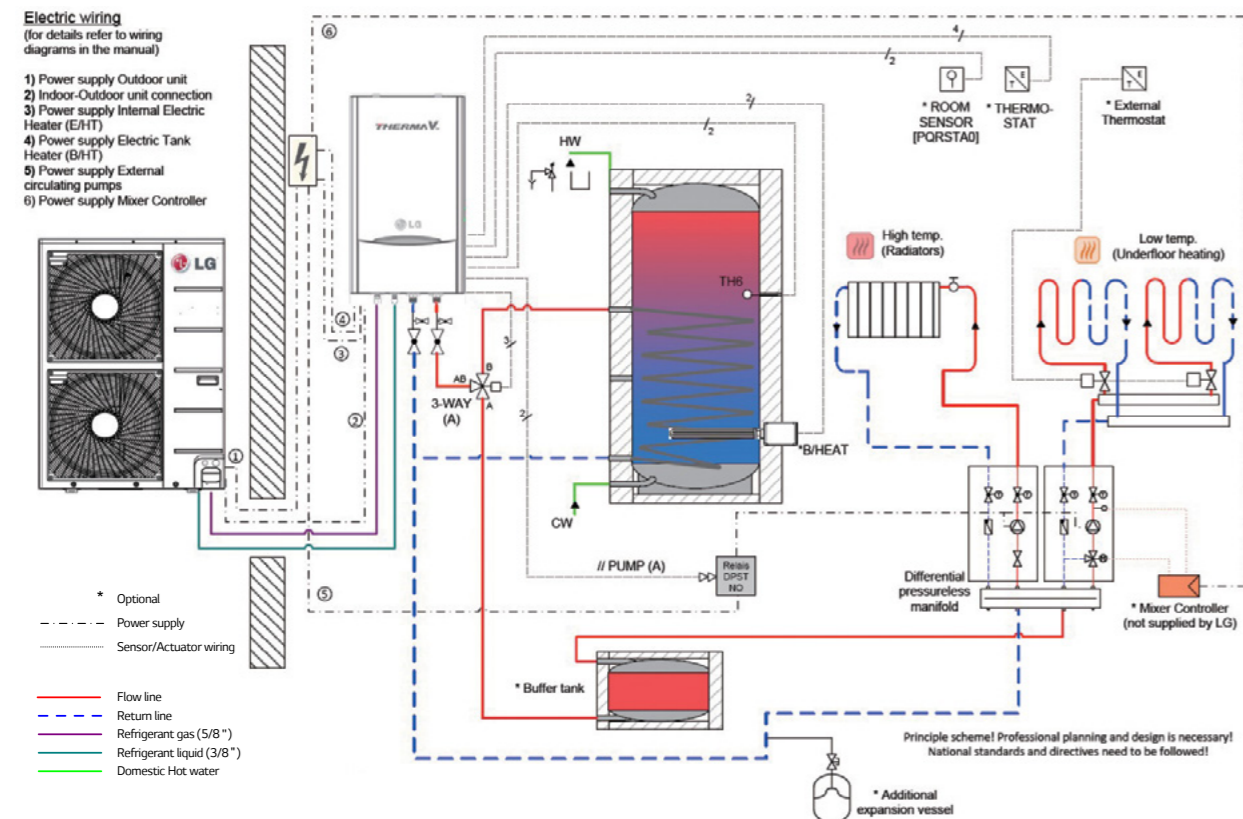 Electric wiring
(for details refer to wiring
diagrams in the manual)
1) Power supply Outdoor unit
2) Indoor-Outdoor unit connection
3) Power supply Internal Electric
Heater (E/HT)
4) Power supply Electric Tank
Heater (B/HT)
5) Power supply External
circulating pumps
6) Power supply Mixer Controller
⑥
THERMA V.
LG
LG
4
2
2
2
* ROOM
SENSOR
[PQRSTA0]
* THERMO-
STAT
* External
Thermostat
E
T
E
T
HW
High temp.
(Radiators)
Low temp.
(Underfloor heating)
TH6
④
③
②
①
⑤
3
2
B
AB
A
3-WAY
(A)
*B/HEAT
CW
// PUMP (A)
Relais
DPST
NO
Differential
pressureless
manifold
* Mixer Controller
(not supplied by LG)
* Buffer tank
* Optional
Power supply
Sensor/Actuator wiring
Flow line
Return line
Refrigerant gas (5/8")
Refrigerant liquid (3/8")
Domestic Hot water
Principle scheme! Professional planning and design is necessary!
National standards and directives need to be followed!
* Additional
expansion vessel